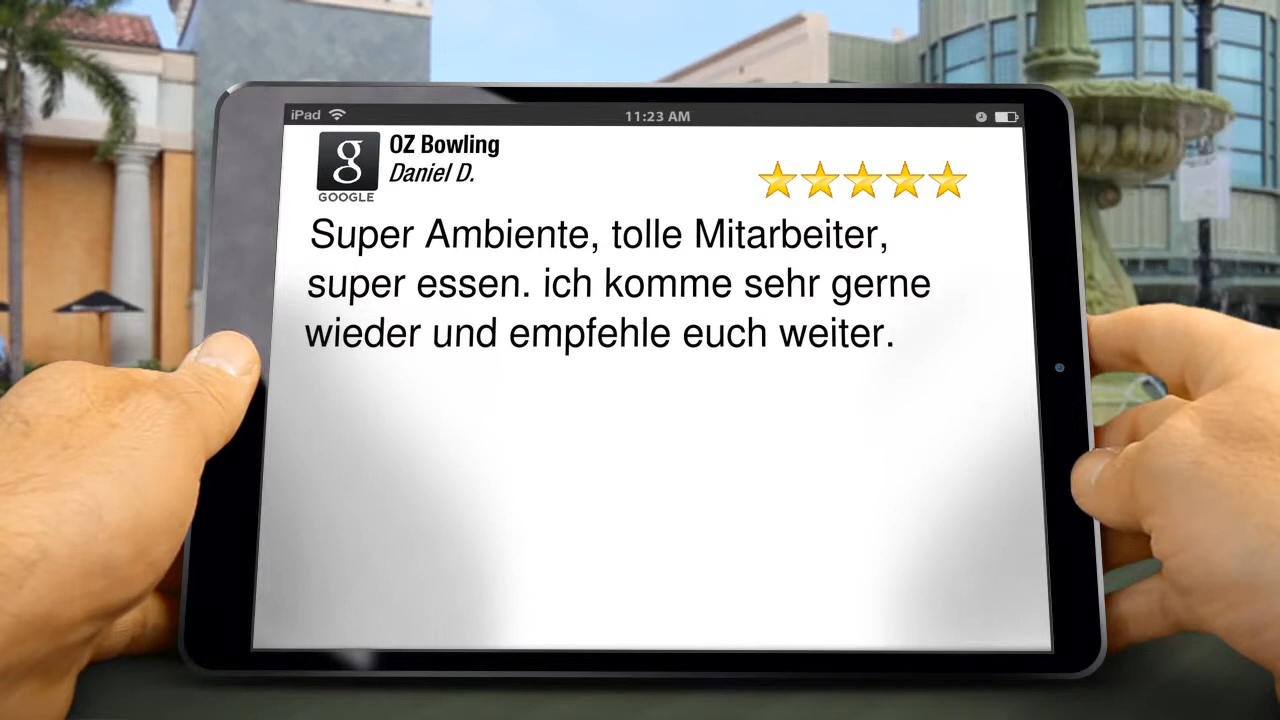 iPad 11:23 AM
OZ Bowling
Daniel D.
g
GOOGLE
Super Ambiente, tolle Mitarbeiter,
super essen. ich komme sehr gerne
wieder und empfehle euch weiter.